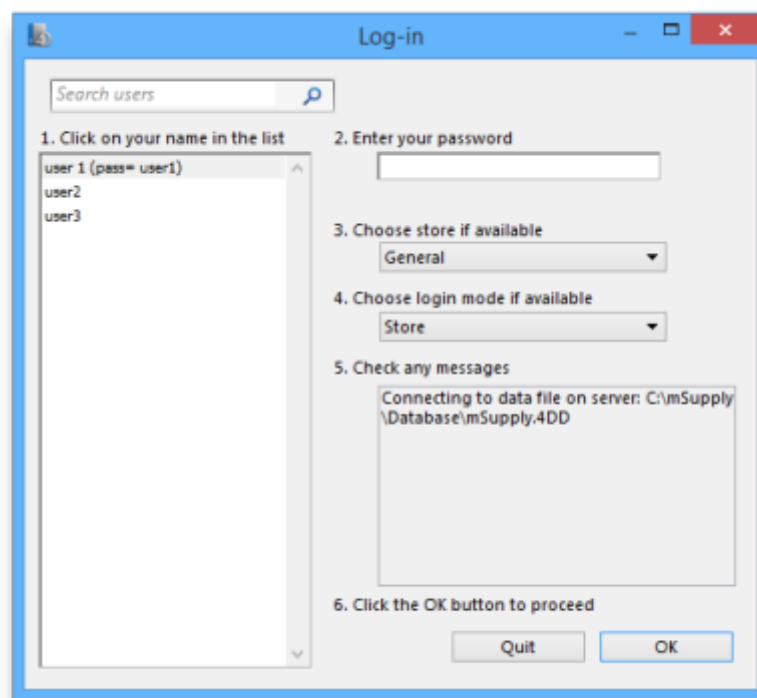 Log-in
Search users
1. Click on your name in the list
user 1 (pass= user1)
user2
user3
2. Enter your password
3. Choose store if available
General
4. Choose login mode if available
Store
5. Check any messages
Connecting to data file on server: C:\mSupply
\Database\mSupply.4DD
6. Click the OK button to proceed
Quit
OK